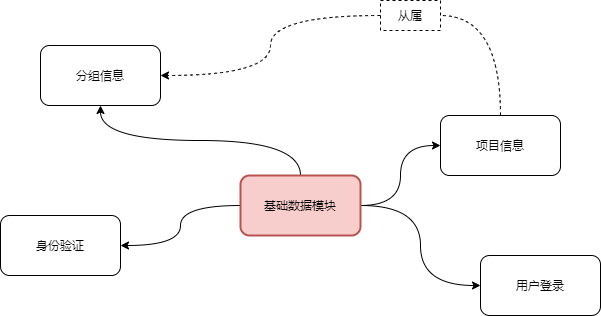 从属
分组信息
项目信息
基础数据模块
身份验证
用户登录